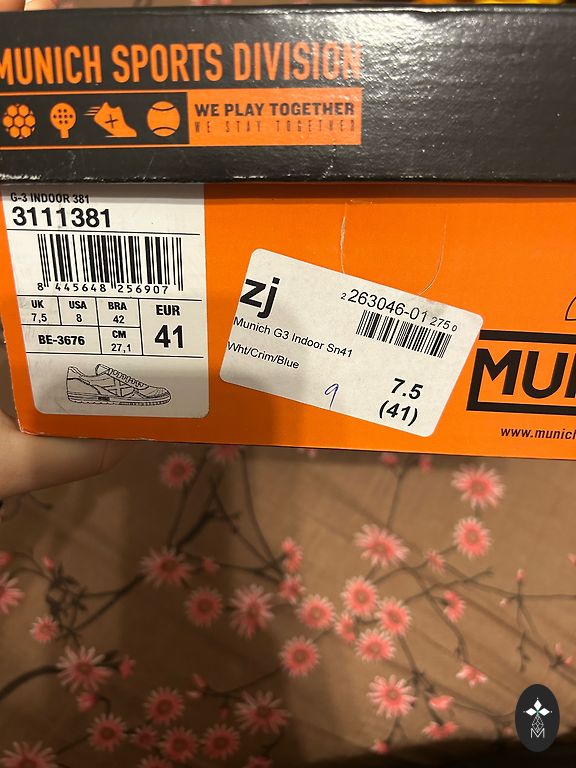 MUNICH SPORTS DIVISION
WE PLAY TOGETHER
WE STAY TOGETHER
G-3 INDOOR 381
3111381
8 445648 256907
UK USA BRA EUR
7,5 8 42 41
BE-3676 CM 27,1
zj
2 263046-01 275 0
Munich G3 Indoor Sn41
Wht/Crim/Blue
9
7.5
(41)
www.munich